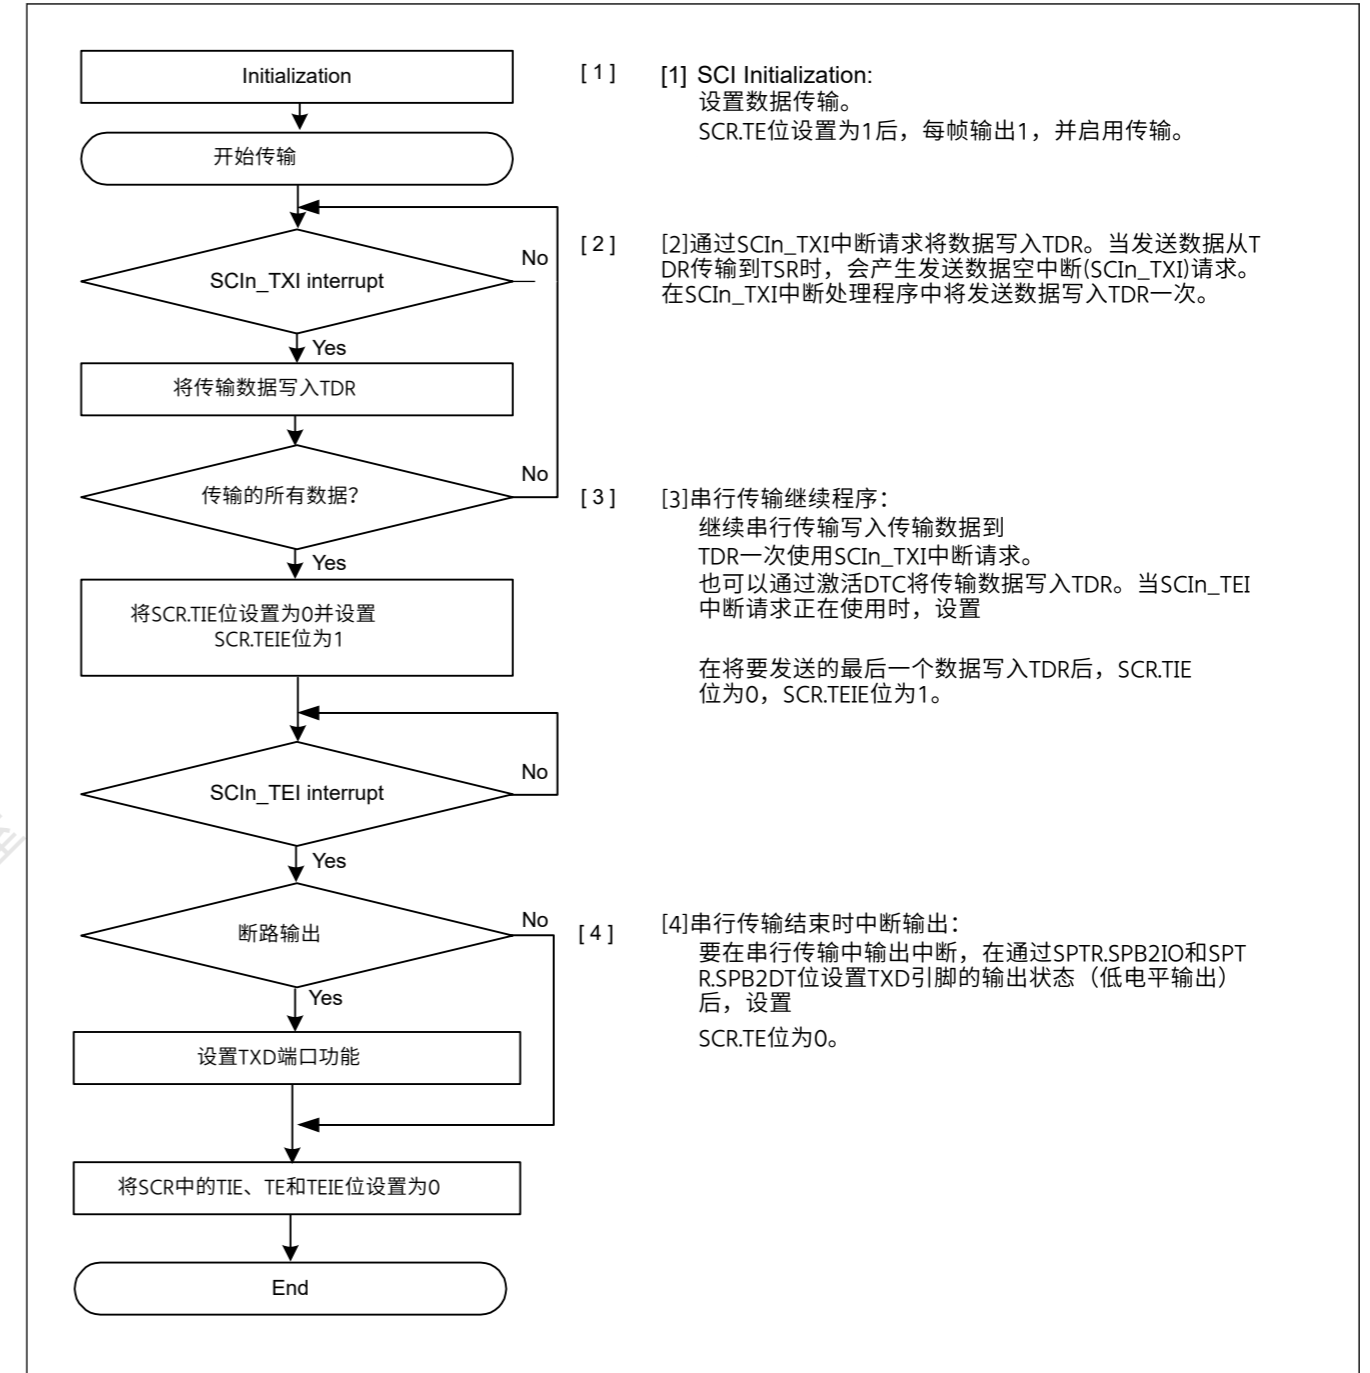 Initialization
[ 1 ]
[1] SCI Initialization:
设置数据传输。
SCR.TE位设置为1后，每帧输出1，并启用传输。
开始传输
SCIn_TXI interrupt
No
Yes
[ 2 ]
[2]通过SCIn_TXI中断请求将数据写入TDR。当发送数据从T
DR传输到TSR时，会产生发送数据空中断(SCIn_TXI)请求。
在SCIn_TXI中断处理程序中将发送数据写入TDR一次。
将传输数据写入TDR
传输的所有数据？
No
Yes
[ 3 ]
[3]串行传输继续程序：
继续串行传输写入传输数据到
TDR一次使用SCIn_TXI中断请求。
也可以通过激活DTC将传输数据写入TDR。当SCIn_TEI
中断请求正在使用时，设置
在将要发送的最后一个数据写入TDR后，SCR.TIE
位为0，SCR.TEIE位为1。
将SCR.TIE位设置为0并设置
SCR.TEIE位为1
SCIn_TEI interrupt
No
Yes
断路输出
No
Yes
[ 4 ]
[4]串行传输结束时中断输出：
要在串行传输中输出中断，在通过SPTR.SPB2IO和SPT
R.SPB2DT位设置TXD引脚的输出状态（低电平输出）
后，设置
SCR.TE位为0。
设置TXD端口功能
将SCR中的TIE、TE和TEIE位设置为0
End